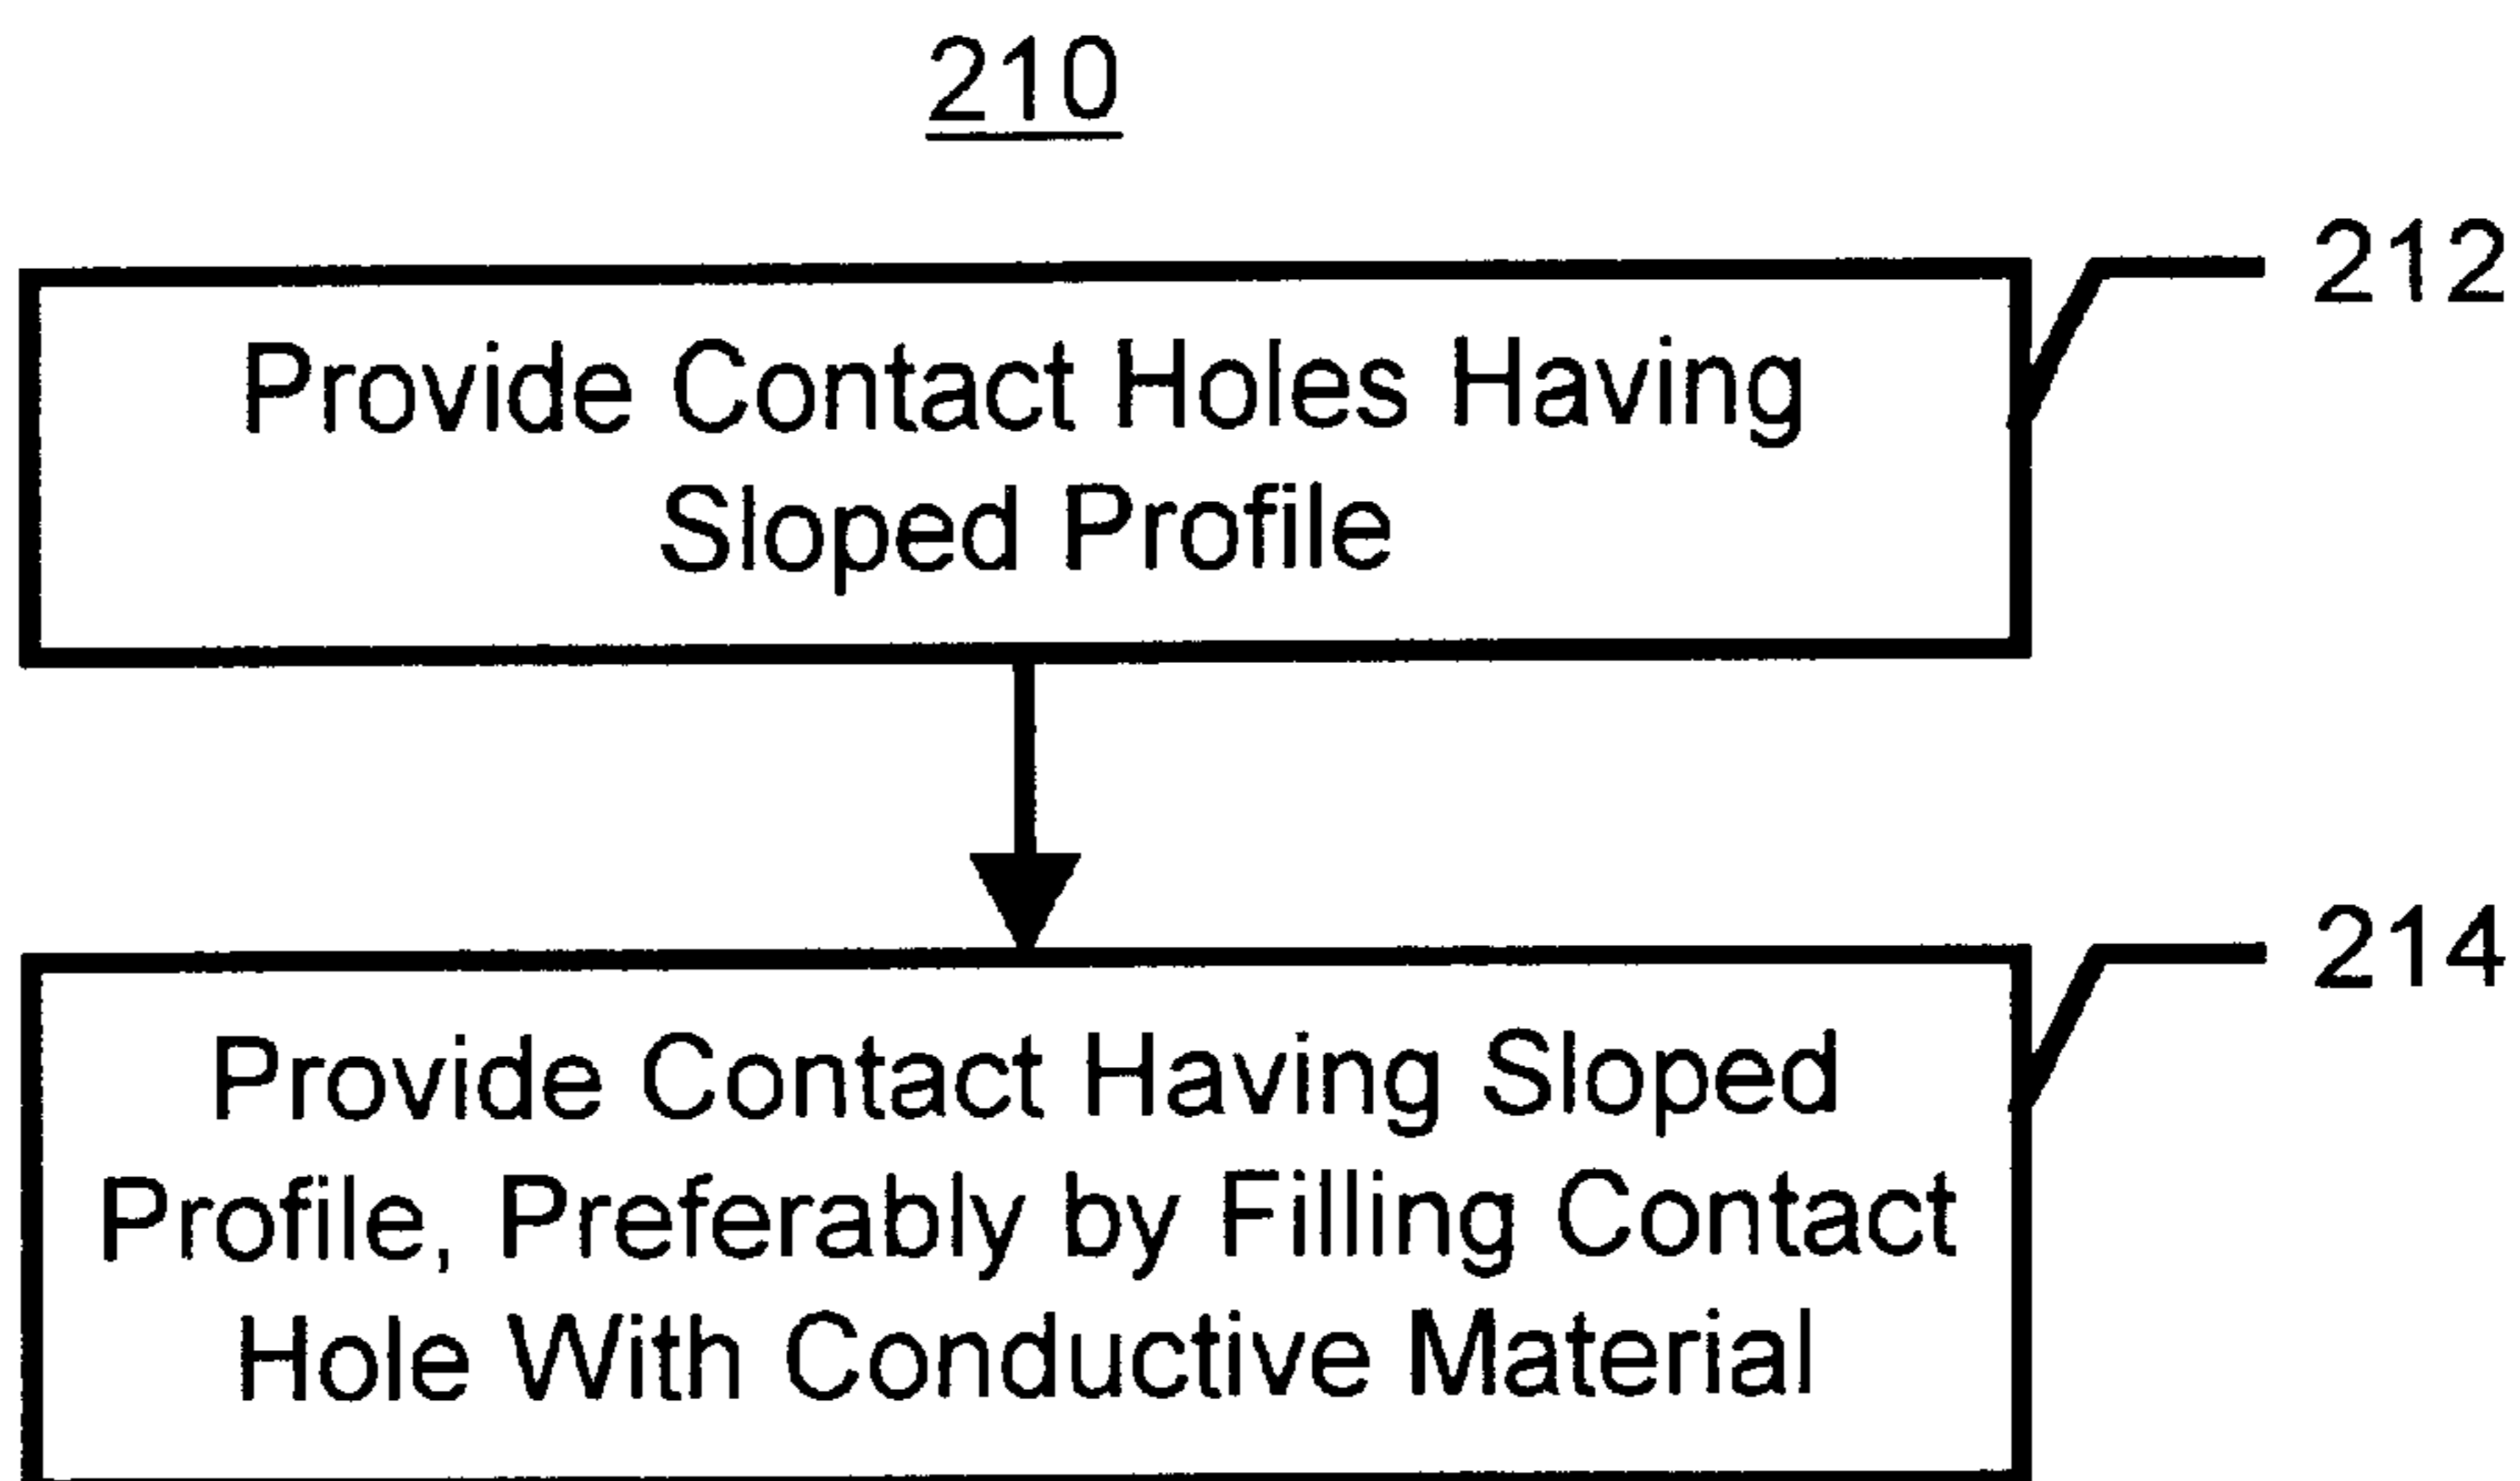 210
212
Provide Contact Holes Having
Sloped Profile
214
Provide Contact Having Sloped
Profile, Preferably by Filling Contact
Hole With Conductive Material